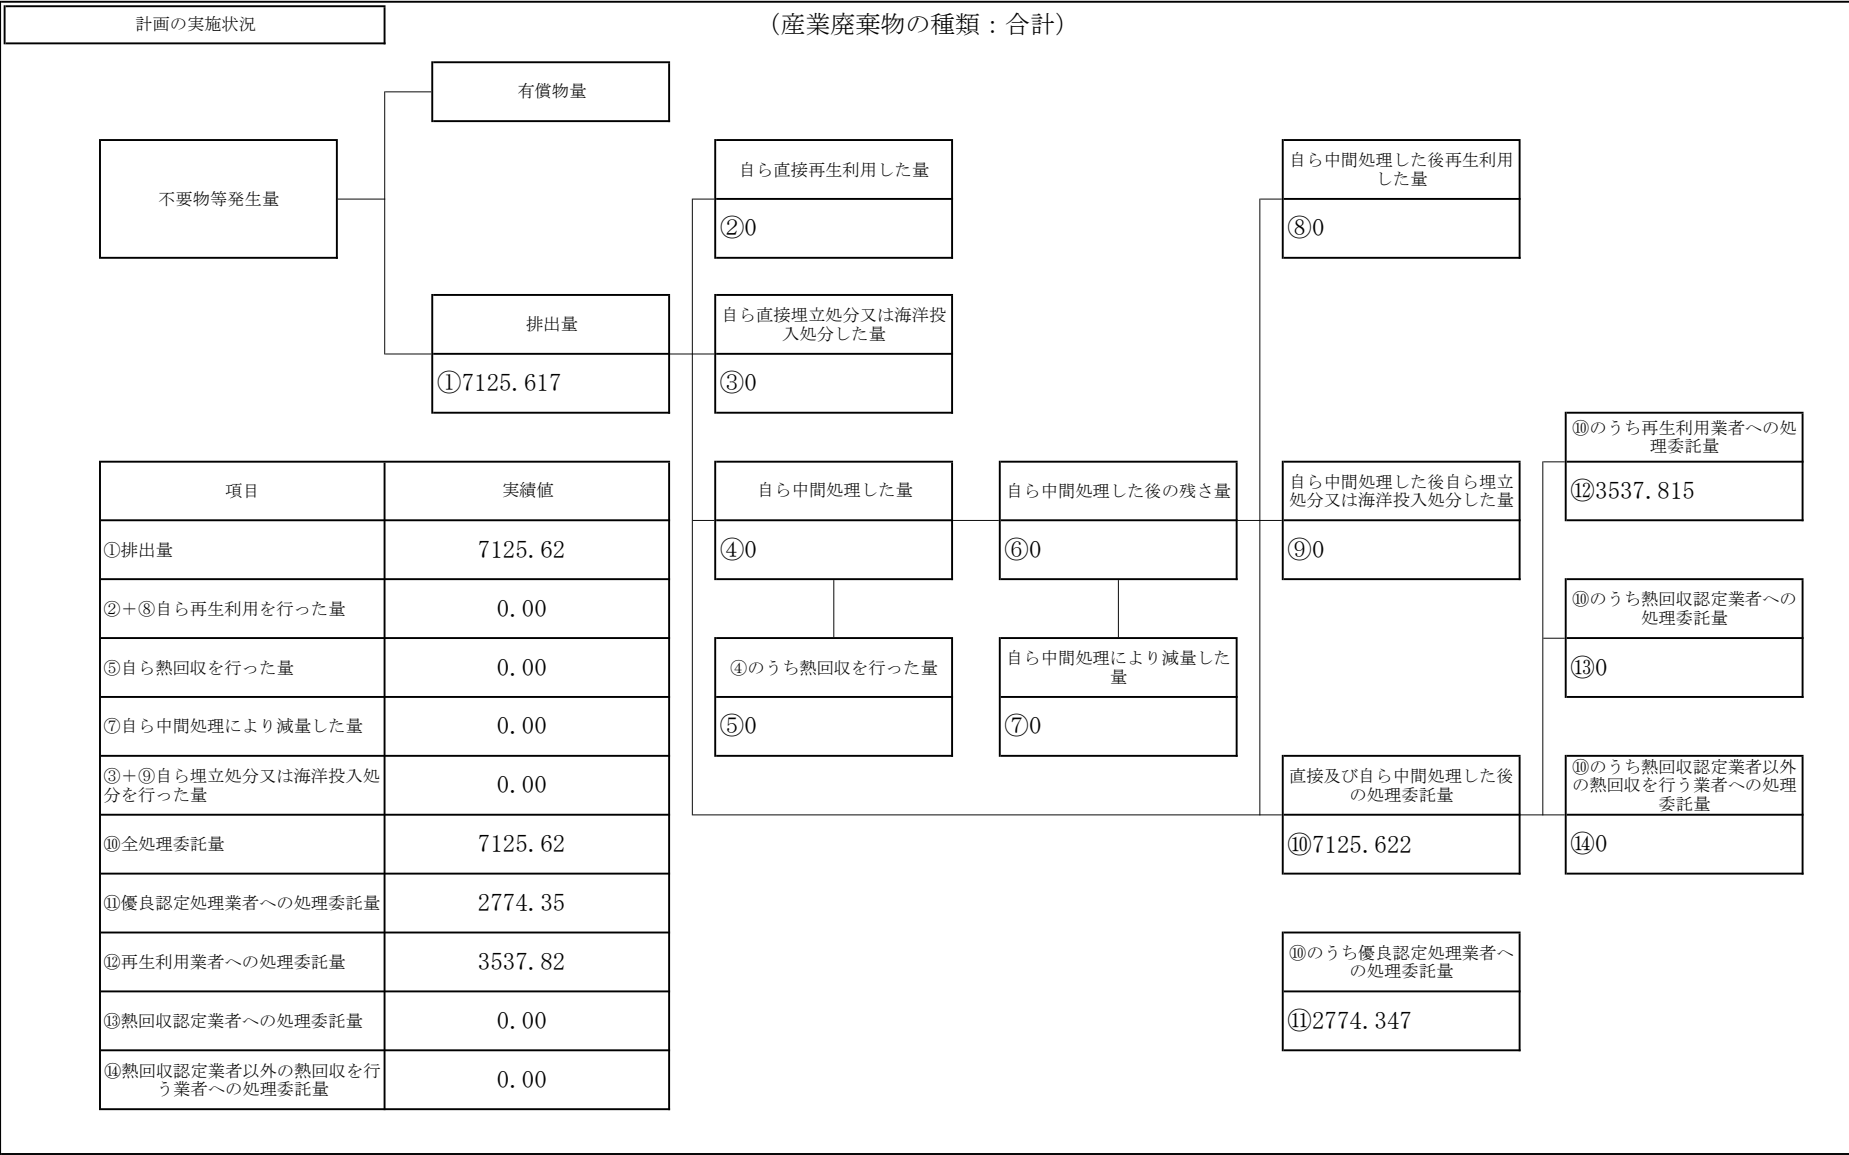 計画の実施状況
（産業廃棄物の種類：合計）
有償物量
不要物等発生量
自ら直接再生利用した量
②0
自ら中間処理した後再生利用
した量
⑧0
排出量
①7125.617
自ら直接埋立処分又は海洋投
入処分した量
③0
⑩のうち再生利用業者への処
理委託量
⑫3537.815
自ら中間処理した量
④0
自ら中間処理した後の残さ量
⑥0
自ら中間処理した後自ら埋立
処分又は海洋投入処分した量
⑨0
⑩のうち熱回収認定業者への
処理委託量
⑬0
④のうち熱回収を行った量
⑤0
自ら中間処理により減量した
量
⑦0
直接及び自ら中間処理した後
の処理委託量
⑩7125.622
⑩のうち熱回収認定業者以外
の熱回収を行う業者への処理
委託量
⑭0
⑩のうち優良認定処理業者へ
の処理委託量
⑪2774.347
項目 実績値
①排出量 7125.62
②＋⑧自ら再生利用を行った量 0.00
⑤自ら熱回収を行った量 0.00
⑦自ら中間処理により減量した量 0.00
③＋⑨自ら埋立処分又は海洋投入処
分を行った量 0.00
⑩全処理委託量 7125.62
⑪優良認定処理業者への処理委託量 2774.35
⑫再生利用業者への処理委託量 3537.82
⑬熱回収認定業者への処理委託量 0.00
⑭熱回収認定業者以外の熱回収を行
う業者への処理委託量 0.00